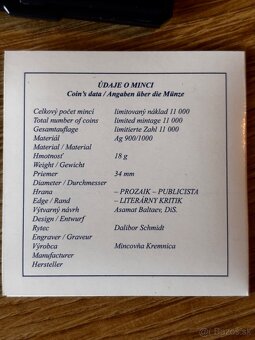 ÚDAJE O MINCI
Coin's data / Angaben über die Münze
Celkový počet mincí limitovaný náklad 11 000
Total number of coins limited mintage 11 000
Gesamtauflage limitierte Zahl 11 000
Materiál Ag 900/1000
Material / Material
Hmotnosť 18 g
Weight / Gewicht
Priemer 34 mm
Diameter / Durchmesser
Hrana – PROZAIK – PUBLICISTA
Edge / Rand – LITERÁRNY KRITIK
Výtvarný návrh Asamat Baltaev, DiS.
Design / Entwurf
Rytec Dalibor Schmidt
Engraver / Graveur
Výrobca Mincovňa Kremnica
Manufacturer
Hersteller
bazos.sk